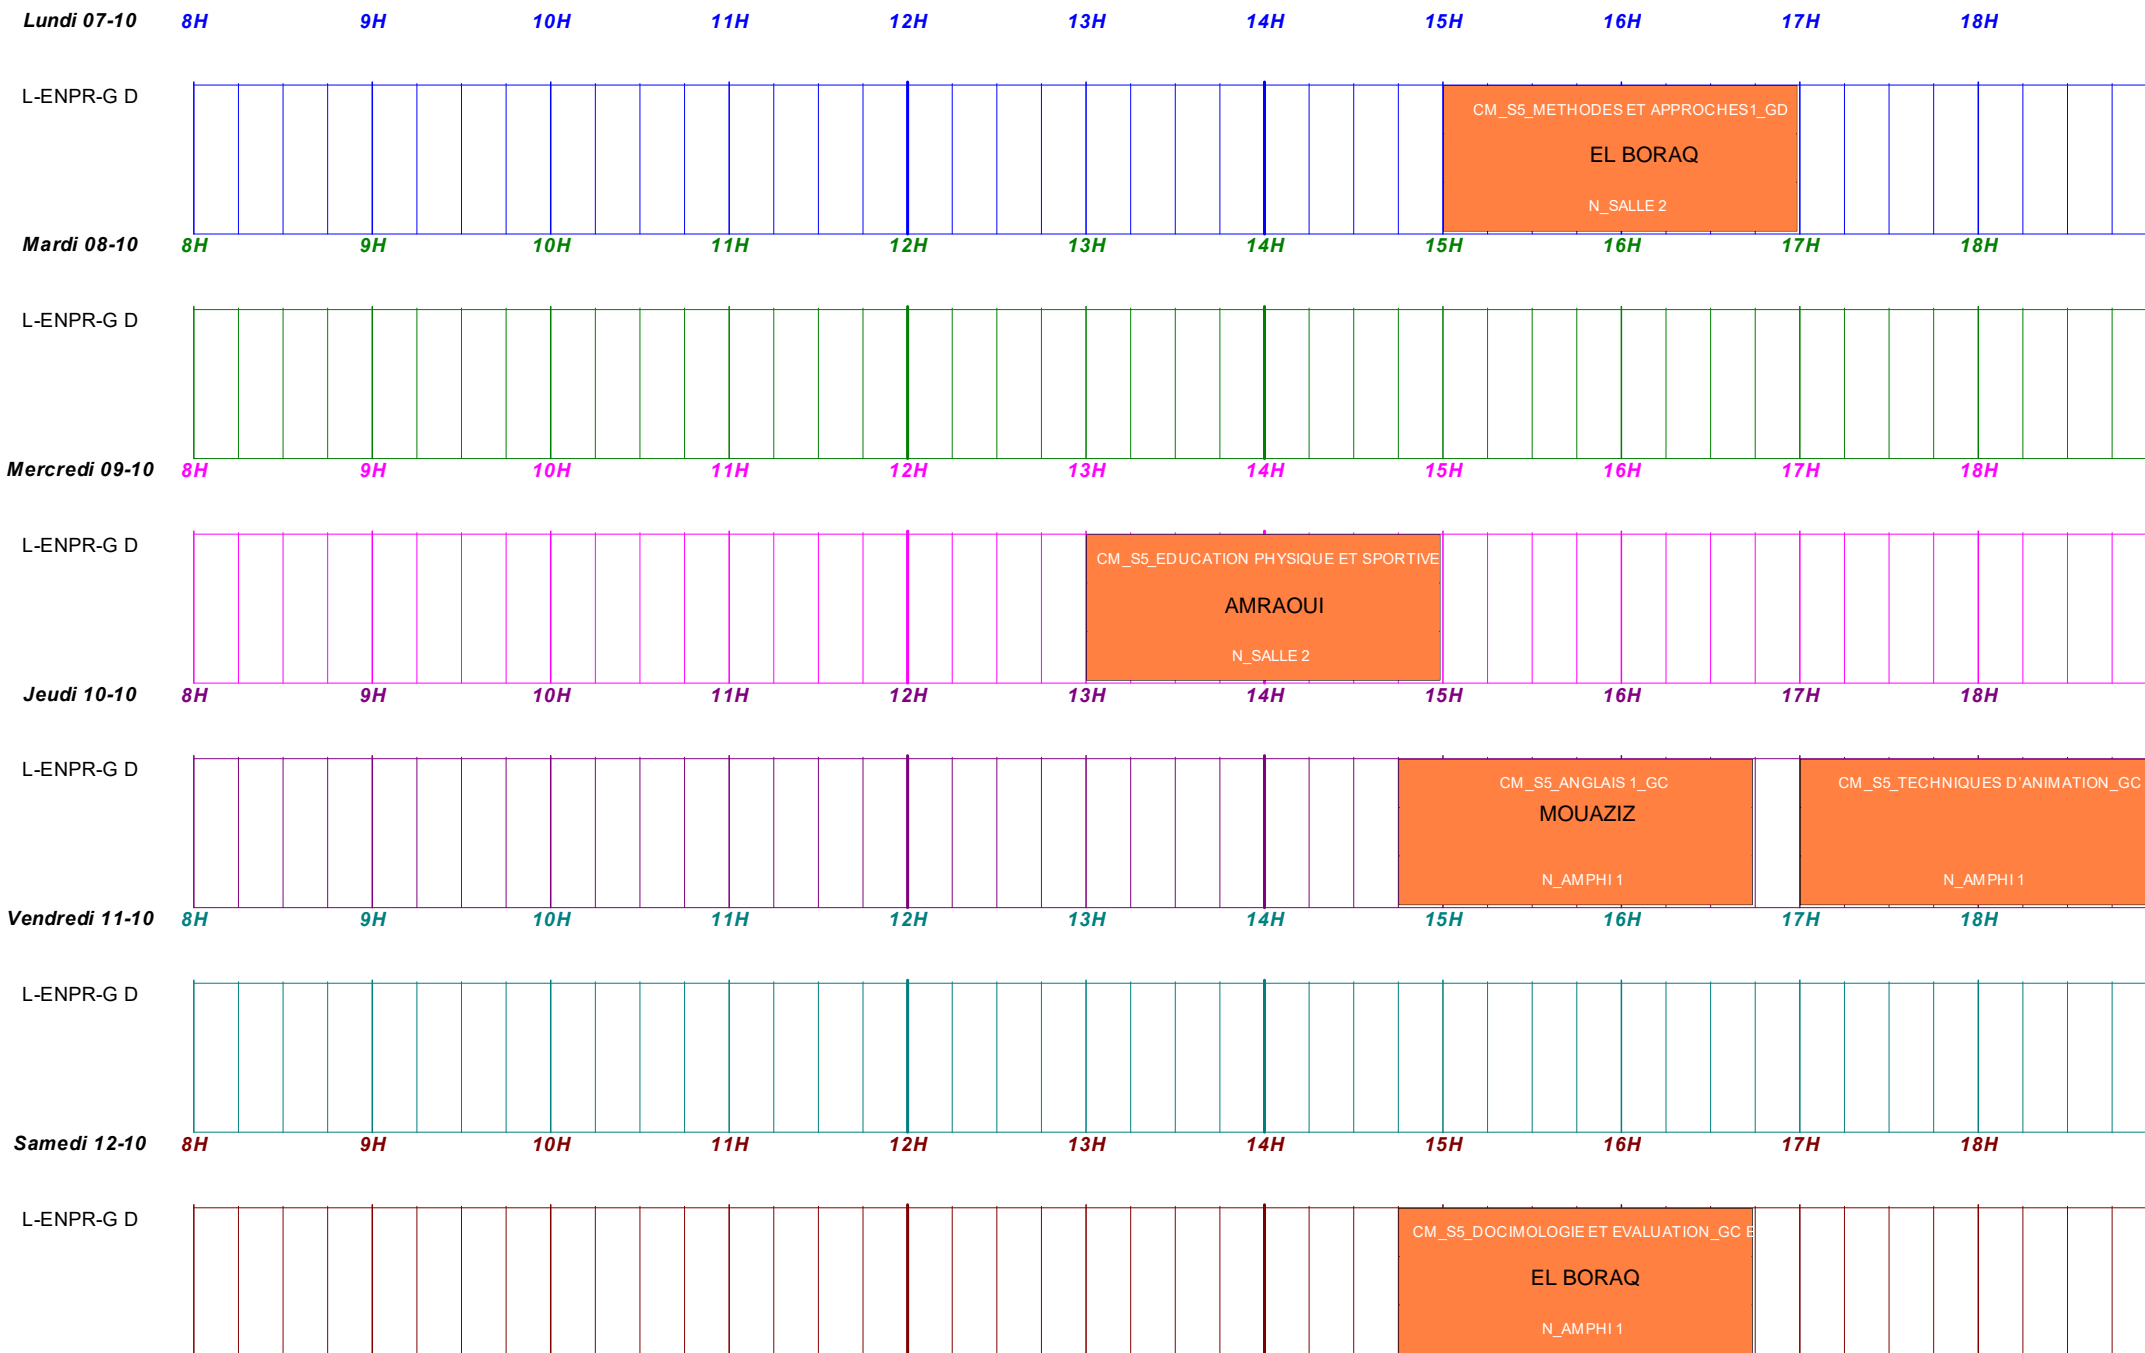 Lundi 07-10 8H 9H 10H 11H 12H 13H 14H 15H 16H 17H 18H
L-ENPR-G D
CM_S5_METHODES ET APPROCHES1_GD
EL BORAQ
N_SALLE 2
Mardi 08-10 8H 9H 10H 11H 12H 13H 14H 15H 16H 17H 18H
L-ENPR-G D
Mercredi 09-10 8H 9H 10H 11H 12H 13H 14H 15H 16H 17H 18H
L-ENPR-G D
CM_S5_EDUCATION PHYSIQUE ET SPORTIVE
AMRAOUI
N_SALLE 2
Jeudi 10-10 8H 9H 10H 11H 12H 13H 14H 15H 16H 17H 18H
L-ENPR-G D
CM_S5_ANGLAIS 1_GC
MOUAZIZ
N_AMPHI 1
CM_S5_TECHNIQUES D'ANIMATION_GC
N_AMPHI 1
Vendredi 11-10 8H 9H 10H 11H 12H 13H 14H 15H 16H 17H 18H
L-ENPR-G D
Samedi 12-10 8H 9H 10H 11H 12H 13H 14H 15H 16H 17H 18H
L-ENPR-G D
CM_S5_DOCIMOLOGIE ET EVALUATION_GC E
EL BORAQ
N_AMPHI 1